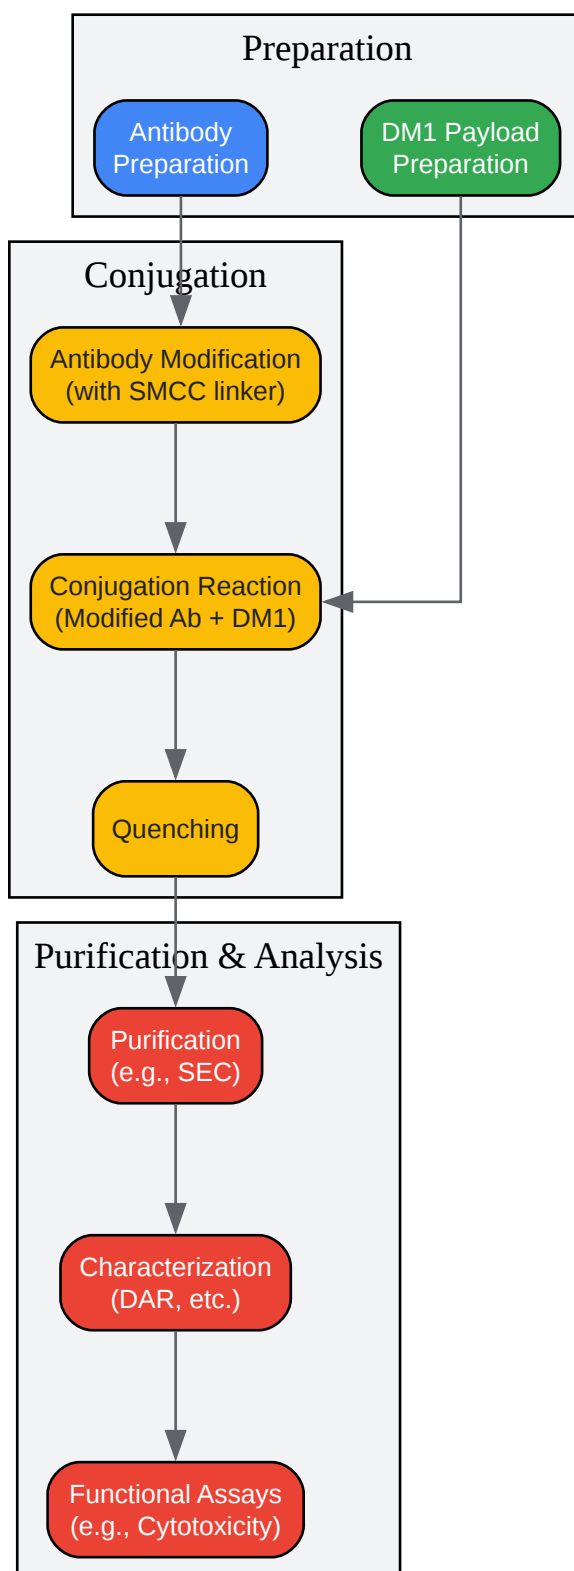 Preparation
Antibody
Preparation
DM1 Payload
Preparation
Conjugation
Antibody Modification
(with SMCC linker)
Conjugation Reaction
(Modified Ab + DM1)
Quenching
Purification & Analysis
Purification
(e.g., SEC)
Characterization
(DAR, etc.)
Functional Assays
(e.g., Cytotoxicity)